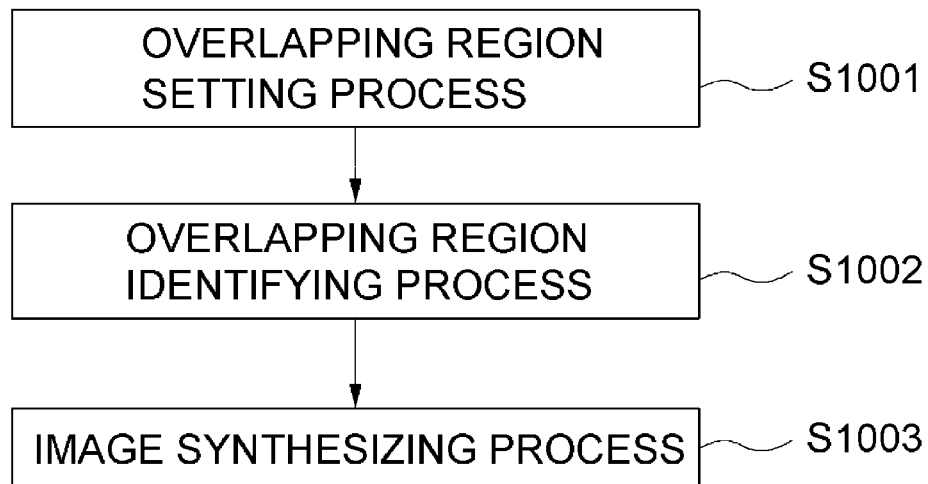 OVERLAPPING REGION
SETTING PROCESS
S1001
OVERLAPPING REGION
IDENTIFYING PROCESS
S1002
IMAGE SYNTHESIZING PROCESS
S1003